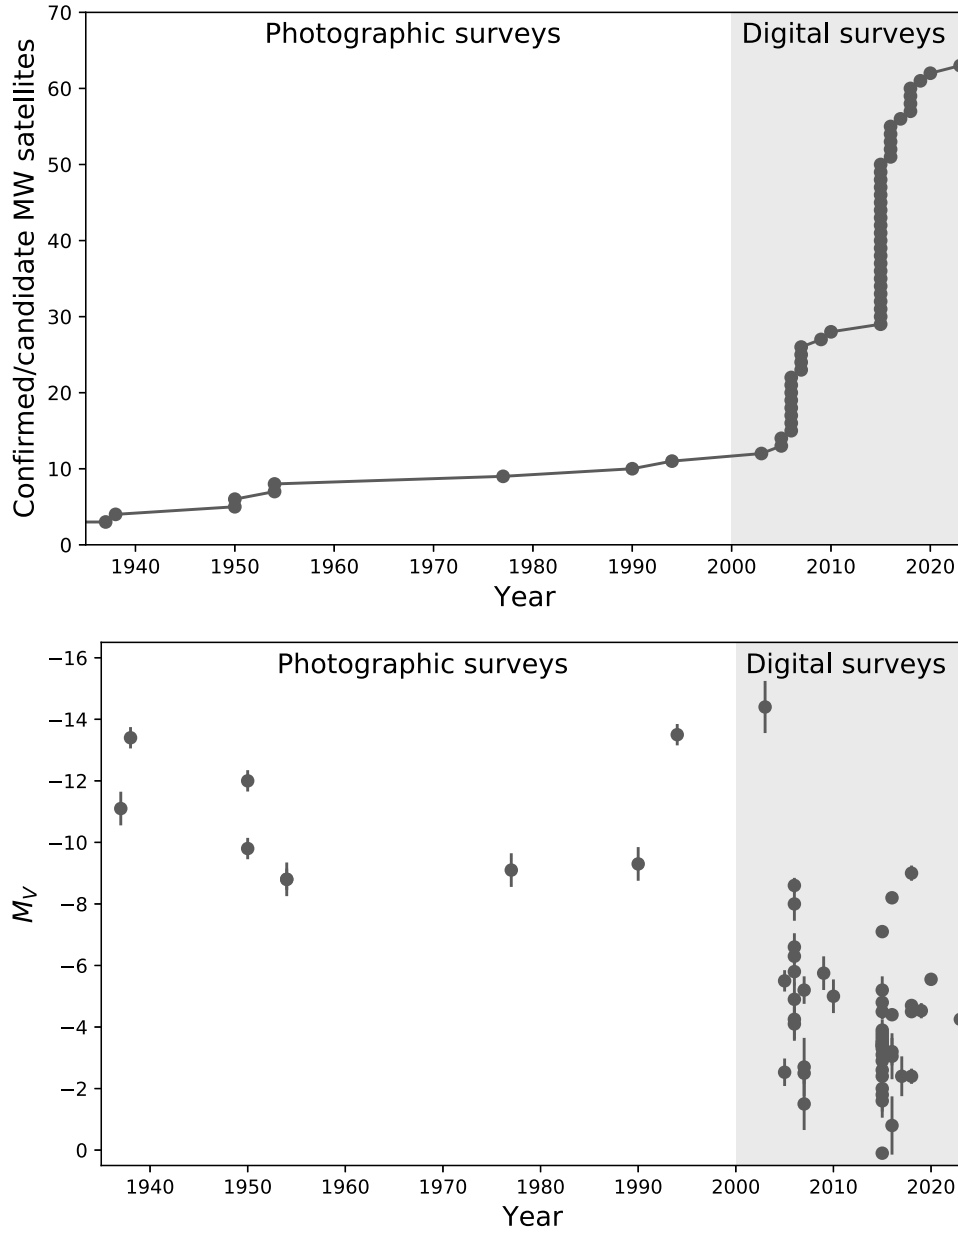 Photographic surveys Digital surveys
70
60
50
40
30
20
10
0
Confirmed/candidate MW satellites
1940 1950 1960 1970 1980 1990 2000 2010 2020
Year
Photographic surveys Digital surveys
−16
−14
−12
−10
−8
−6
−4
−2
0
M_V
1940 1950 1960 1970 1980 1990 2000 2010 2020
Year